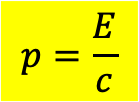 p = E/c